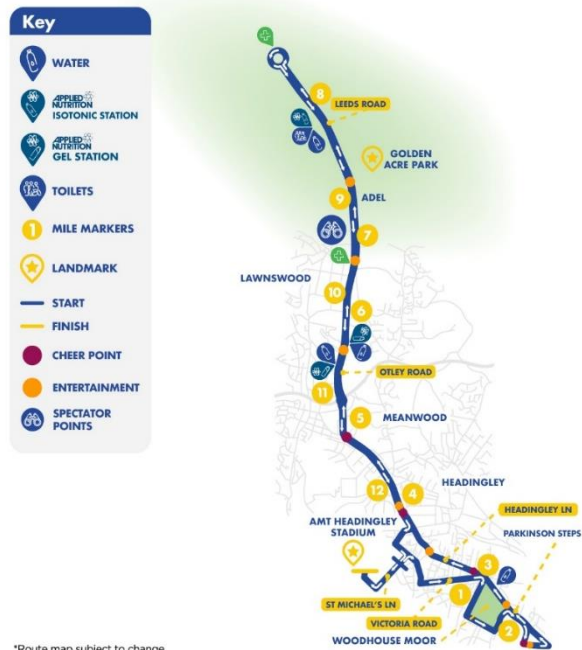 Key
WATER
APPLIED
NUTRITION
ISOTONIC STATION
APPLIED
NUTRITION
GEL STATION
TOILETS
1 MILE MARKERS
LANDMARK
START
FINISH
CHEER POINT
ENTERTAINMENT
SPECTATOR
POINTS
8
LEEDS ROAD
GOLDEN
ACRE PARK
9
ADEL
7
LAWNSWOOD
10
6
OTLEY ROAD
11
5
MEANWOOD
HEADINGLEY
12
4
HEADINGLEY LN
AMT HEADINGLEY
STADIUM
PARKINSON STEPS
3
1
ST MICHAEL'S LN
VICTORIA ROAD
2
WOODHOUSE MOOR
*Route map subject to change